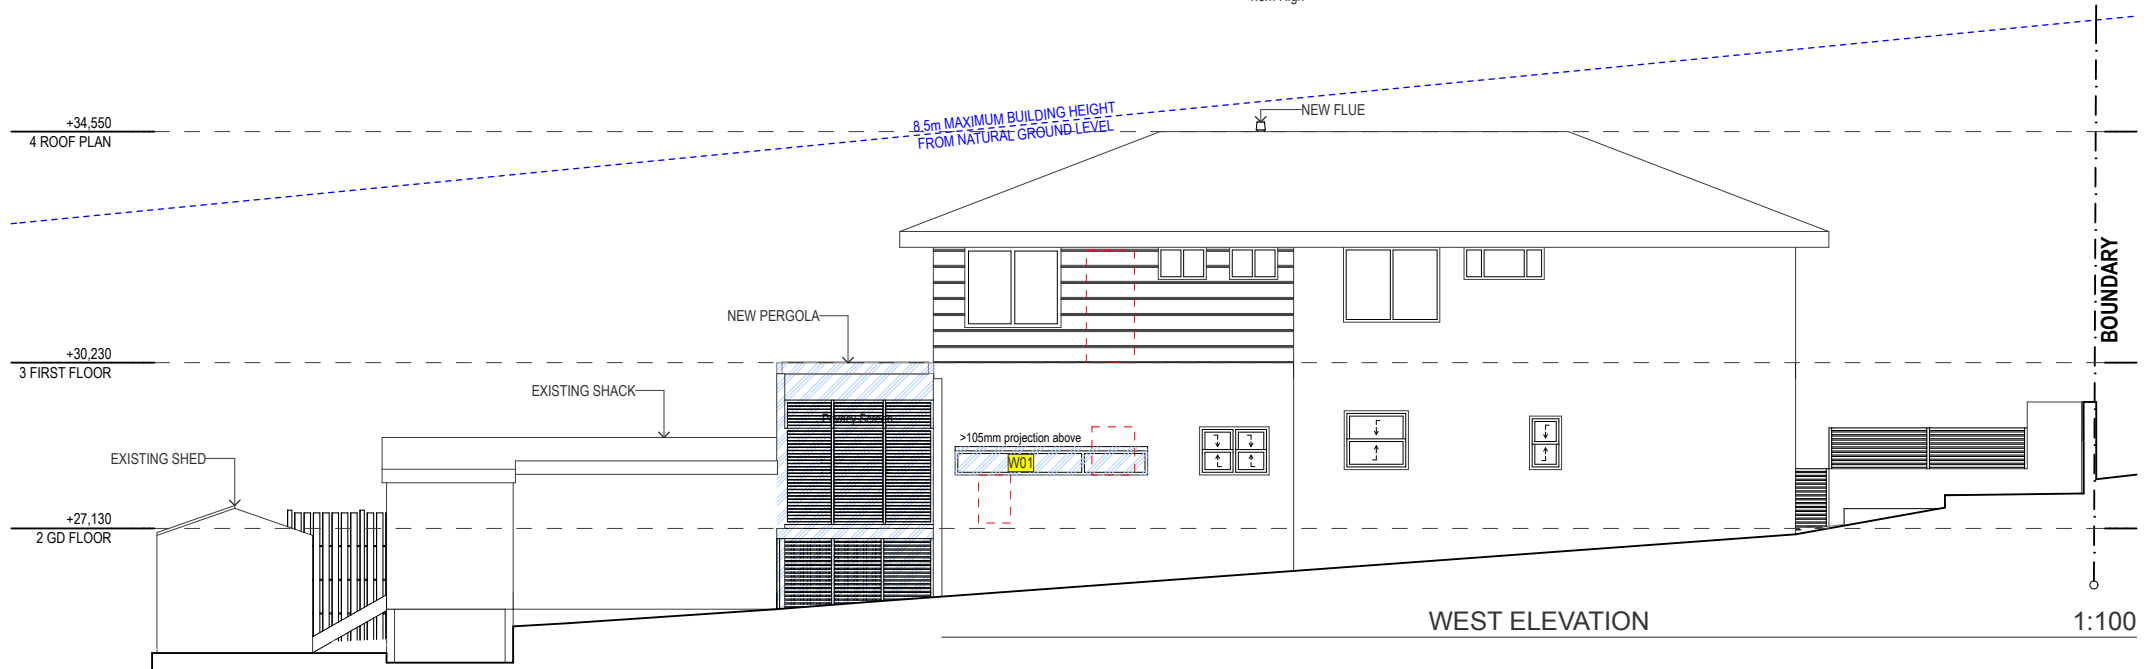 8.5m MAXIMUM BUILDING HEIGHT
FROM NATURAL GROUND LEVEL
NEW FLUE
+34,550
4 ROOF PLAN
BOUNDARY
NEW PERGOLA
+30,230
3 FIRST FLOOR
EXISTING SHACK
Privacy Screen
>105mm projection above
W01
EXISTING SHED
+27,130
2 GD FLOOR
WEST ELEVATION
1:100